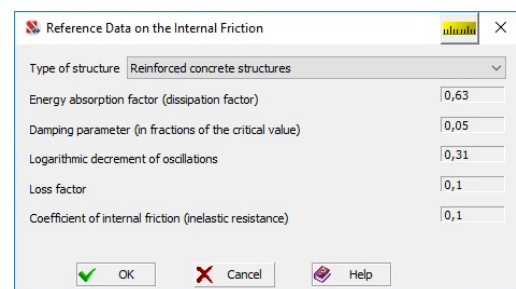 Reference Data on the Internal Friction
Type of structure Reinforced concrete structures
Energy absorption factor (dissipation factor) 0,63
Damping parameter (in fractions of the critical value) 0,05
Logarithmic decrement of oscillations 0,31
Loss factor 0,1
Coefficient of internal friction (inelastic resistance) 0,1
OK Cancel Help